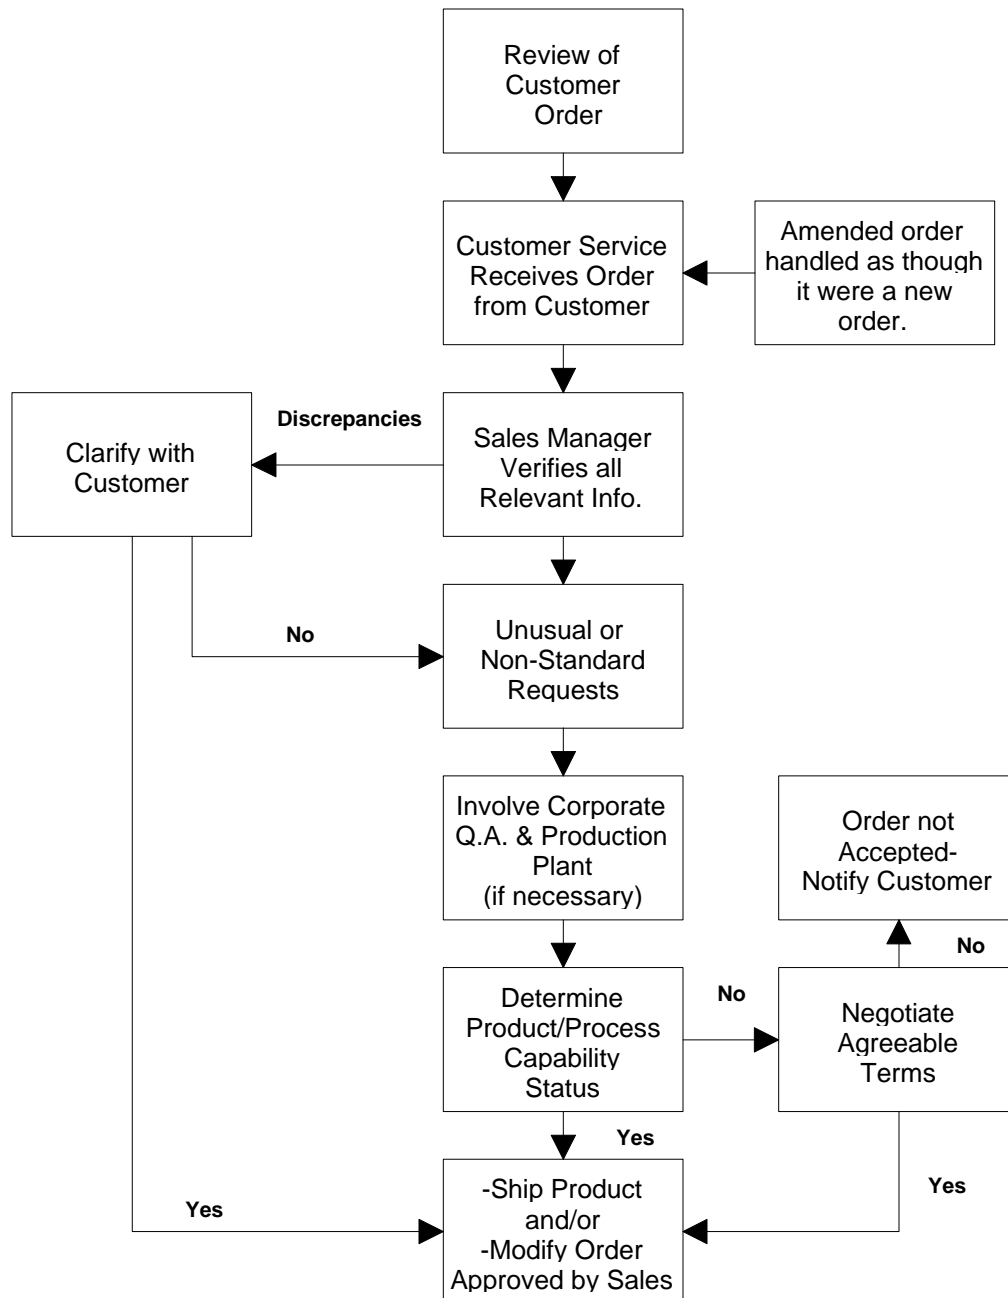 Review of
Customer
Order
Customer Service
Receives Order
from Customer
Amended order
handled as though
it were a new
order.
Discrepancies
Clarify with
Customer
Sales Manager
Verifies all
Relevant Info.
No
Unusual or
Non-Standard
Requests
Involve Corporate
Q.A. & Production
Plant
(if necessary)
Order not
Accepted-
Notify Customer
No
Determine
Product/Process
Capability
Status
No
Negotiate
Agreeable
Terms
Yes
Yes
Yes
-Ship Product
and/or
-Modify Order
Approved by Sales